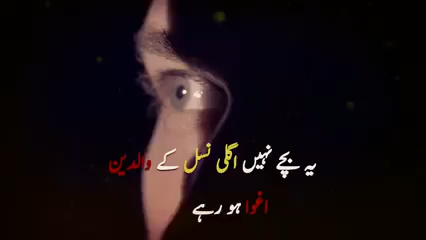 یہ بچے نہیں اگلی نسل کے والدین
اغوا ہو رہے